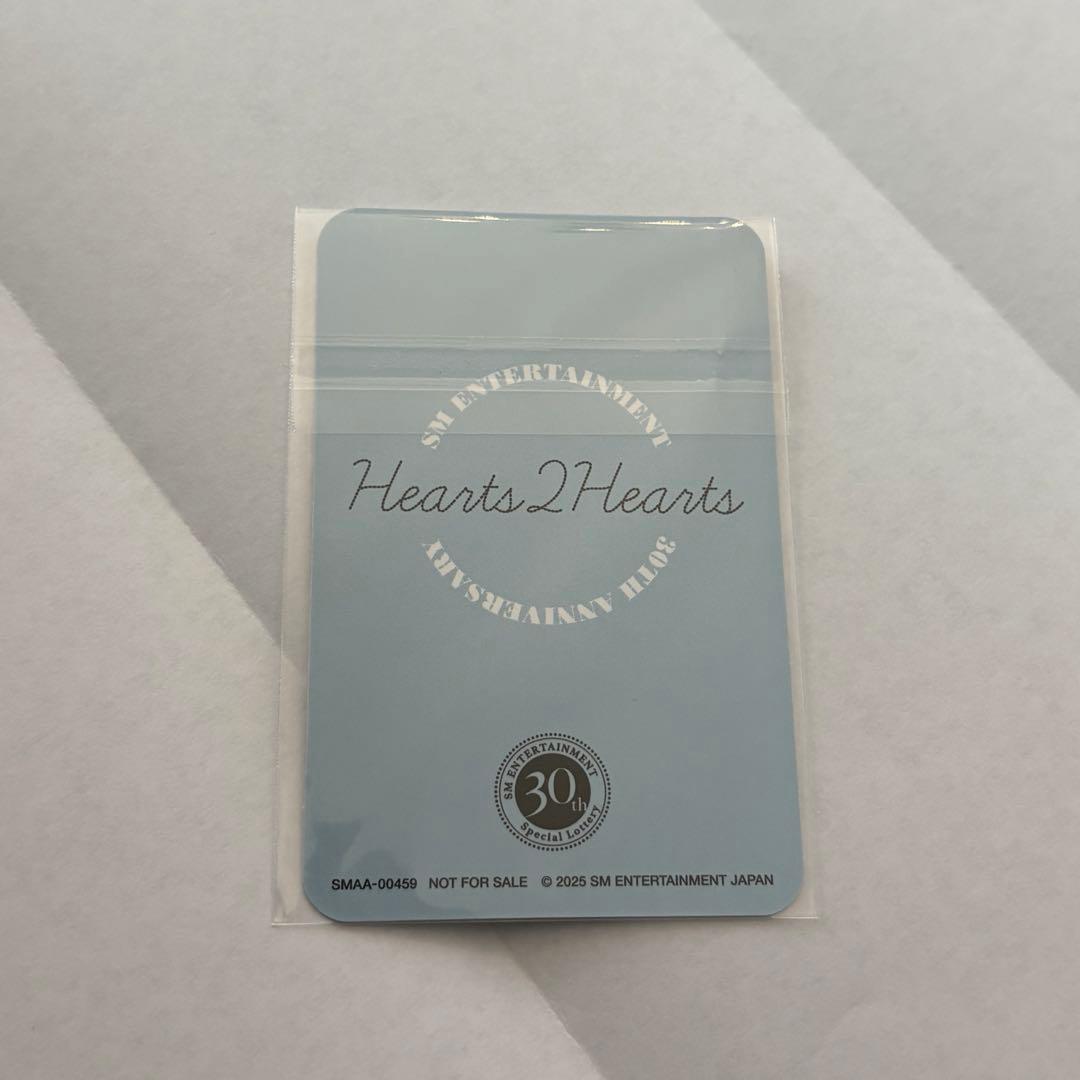 SM ENTERTAINMENT
Hearts2Hearts
30TH ANNIVERSARY
SM ENTERTAINMENT
30th
Special Lottery
SMAA-00459 NOT FOR SALE © 2025 SM ENTERTAINMENT JAPAN